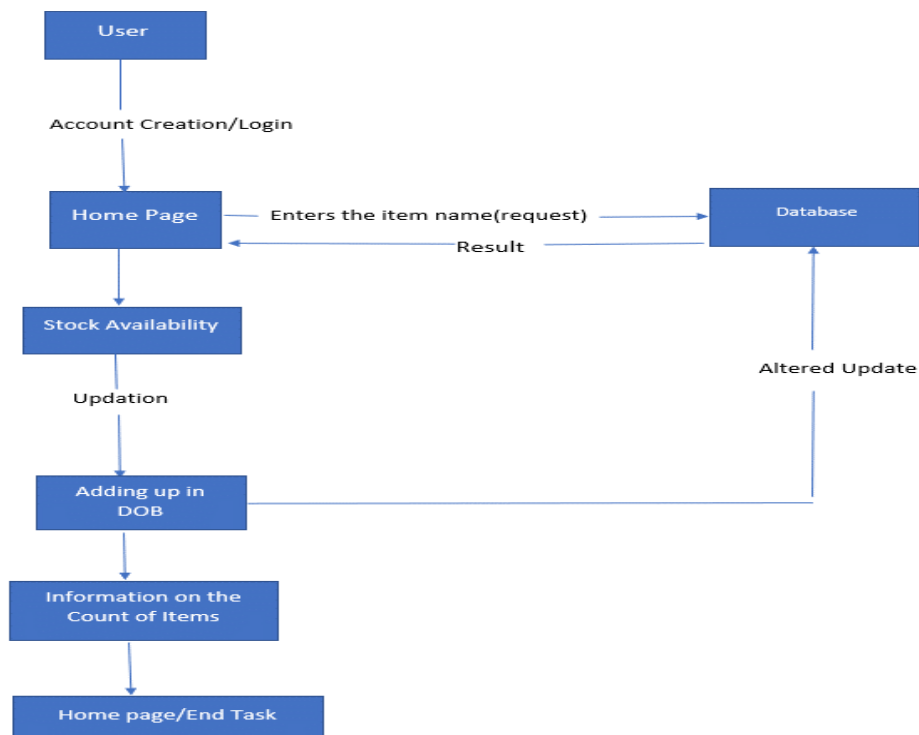 User
Account Creation/Login
Home Page
Enters the item name(request)
Database
Result
Stock Availability
Altered Update
Updation
Adding up in
DOB
Information on the
Count of Items
Home page/End Task